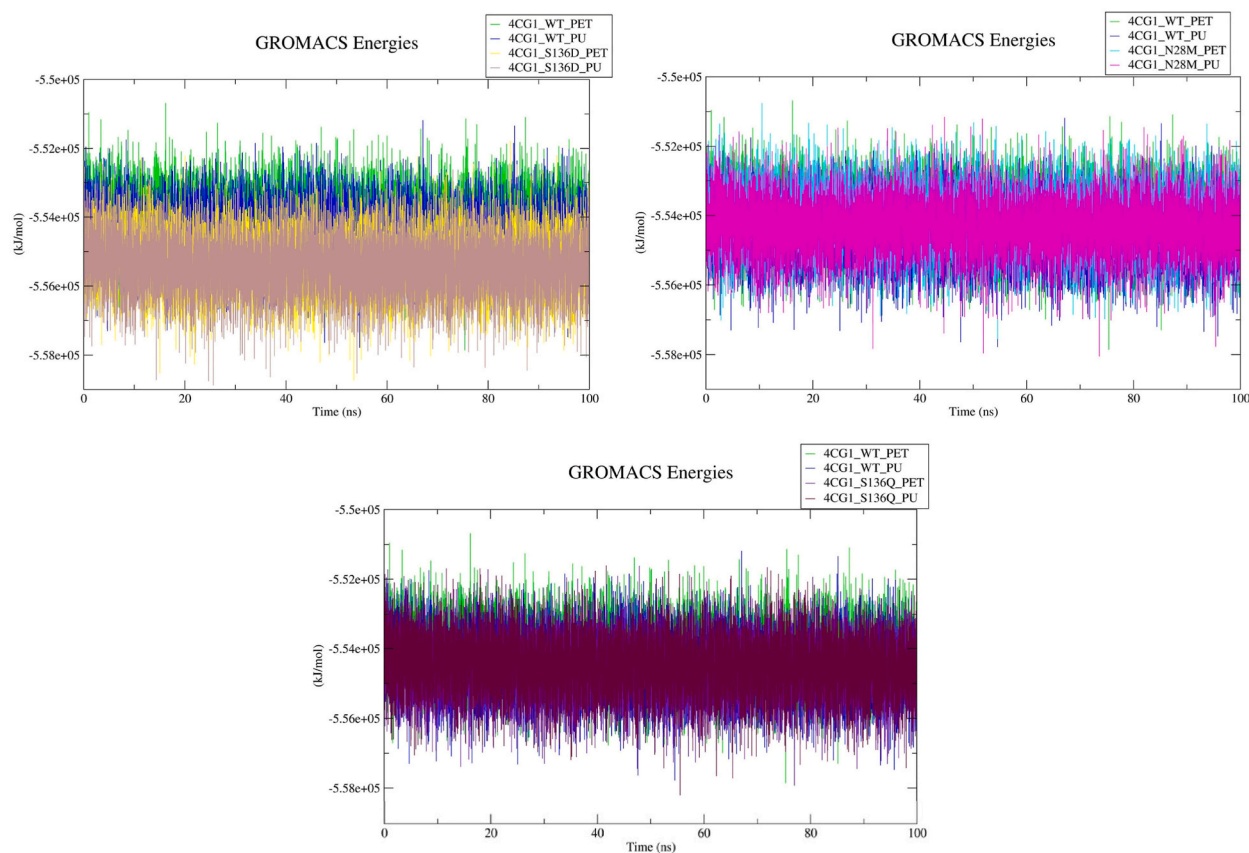 GROMACS Energies
4CG1_WT_PET
4CG1_WT_PU
4CG1_S136D_PET
4CG1_S136D_PU
-5.5e+05
-5.52e+05
-5.54e+05
-5.56e+05
-5.58e+05
(kJ/mol)
0 20 40 60 80 100
Time (ns)
GROMACS Energies
4CG1_WT_PET
4CG1_WT_PU
4CG1_N28M_PET
4CG1_N28M_PU
-5.5e+05
-5.52e+05
-5.54e+05
-5.56e+05
-5.58e+05
(kJ/mol)
0 20 40 60 80 100
Time (ns)
GROMACS Energies
4CG1_WT_PET
4CG1_WT_PU
4CG1_S136Q_PET
4CG1_S136Q_PU
-5.5e+05
-5.52e+05
-5.54e+05
-5.56e+05
-5.58e+05
(kJ/mol)
0 20 40 60 80 100
Time (ns)